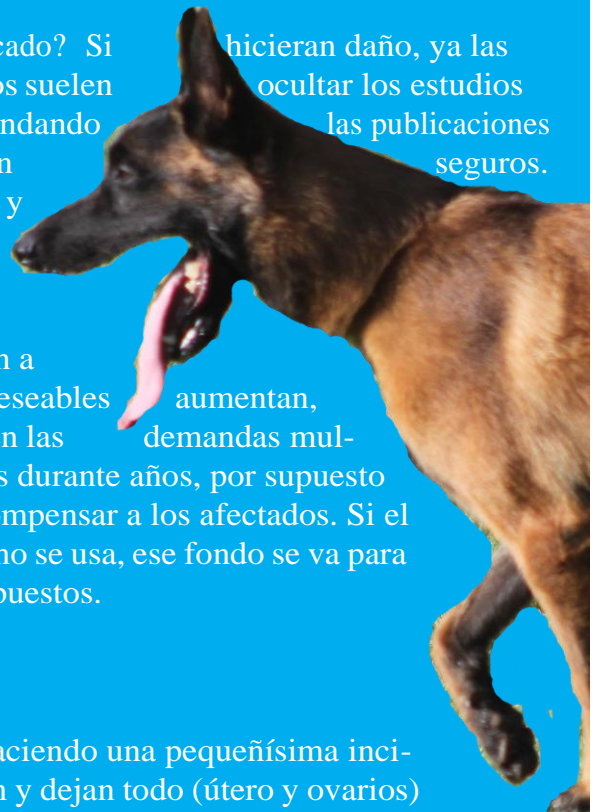 cado? Si hicieran daño, ya las
os suelen ocultar los estudios
ndando las publicaciones
n seguros.
y
n a
eseables aumentan,
en las demandas mul-
s durante años, por supuesto
ompensar a los afectados. Si el
no se usa, ese fondo se va para
puestos.
aciendo una pequeñísima inci-
n y dejan todo (útero y ovarios)